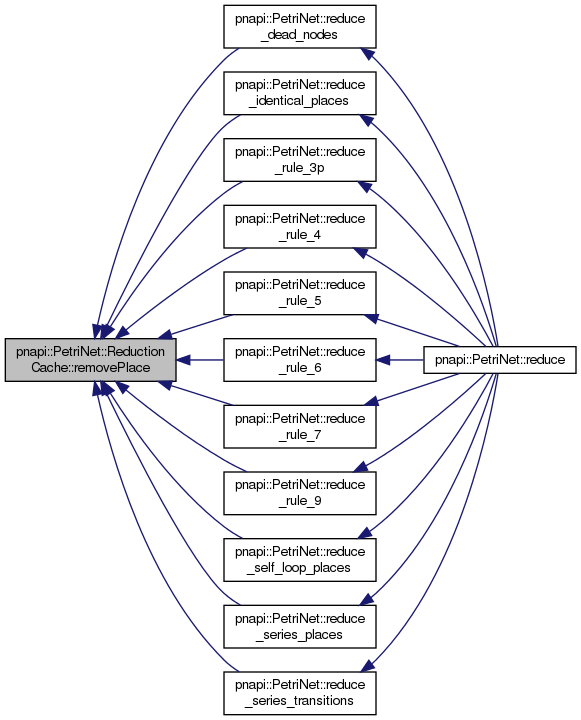 pnapi::PetriNet::reduce
_dead_nodes
pnapi::PetriNet::reduce
_identical_places
pnapi::PetriNet::reduce
_rule_3p
pnapi::PetriNet::reduce
_rule_4
pnapi::PetriNet::reduce
_rule_5
pnapi::PetriNet::Reduction
Cache::removePlace
pnapi::PetriNet::reduce
_rule_6
pnapi::PetriNet::reduce
pnapi::PetriNet::reduce
_rule_7
pnapi::PetriNet::reduce
_rule_9
pnapi::PetriNet::reduce
_self_loop_places
pnapi::PetriNet::reduce
_series_places
pnapi::PetriNet::reduce
_series_transitions